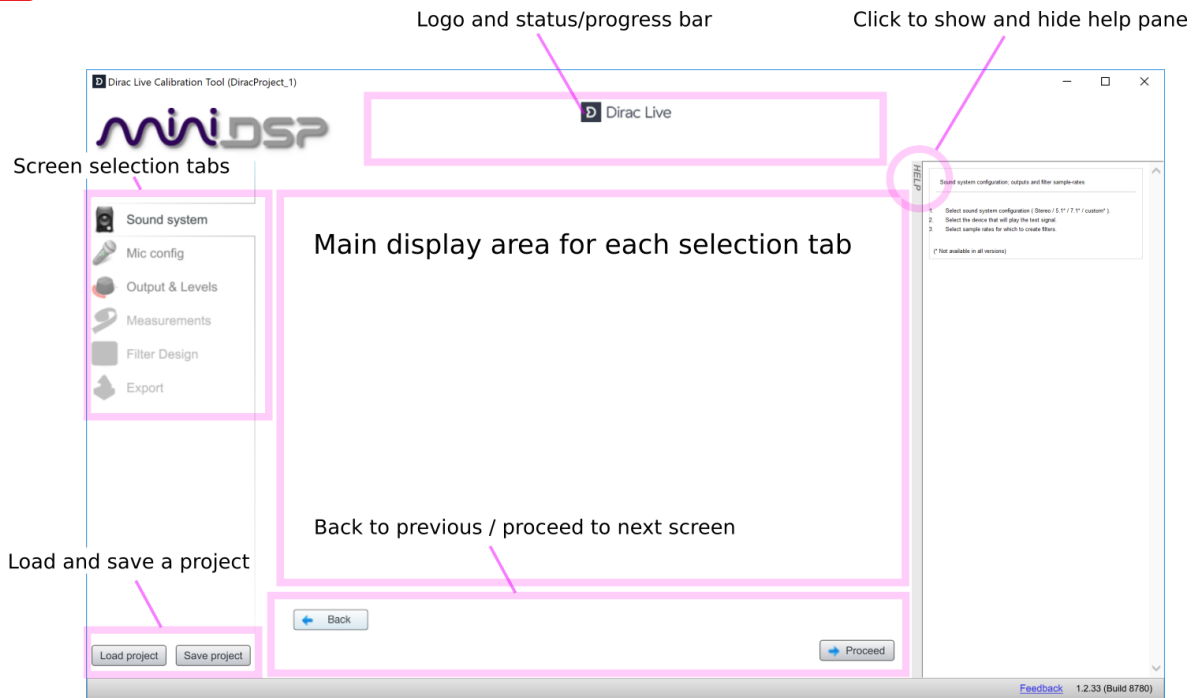 Logo and status/progress bar
Click to show and hide help pane
Dirac Live Calibration Tool (DiracProject_1)
miniDSP
Dirac Live
Screen selection tabs
HELP
Sound system configuration; outputs and filter sample-rates
1. Select sound system configuration ( Stereo / 5.1* / 7.1* / custom* ).
2. Select the device that will play the test signal.
3. Select sample rates for which to create filters.
(* Not available in all versions)
Sound system
Mic config
Output & Levels
Measurements
Filter Design
Export
Main display area for each selection tab
Back to previous / proceed to next screen
Load and save a project
Back
Proceed
Load project
Save project
Feedback
1.2.33 (Build 8780)